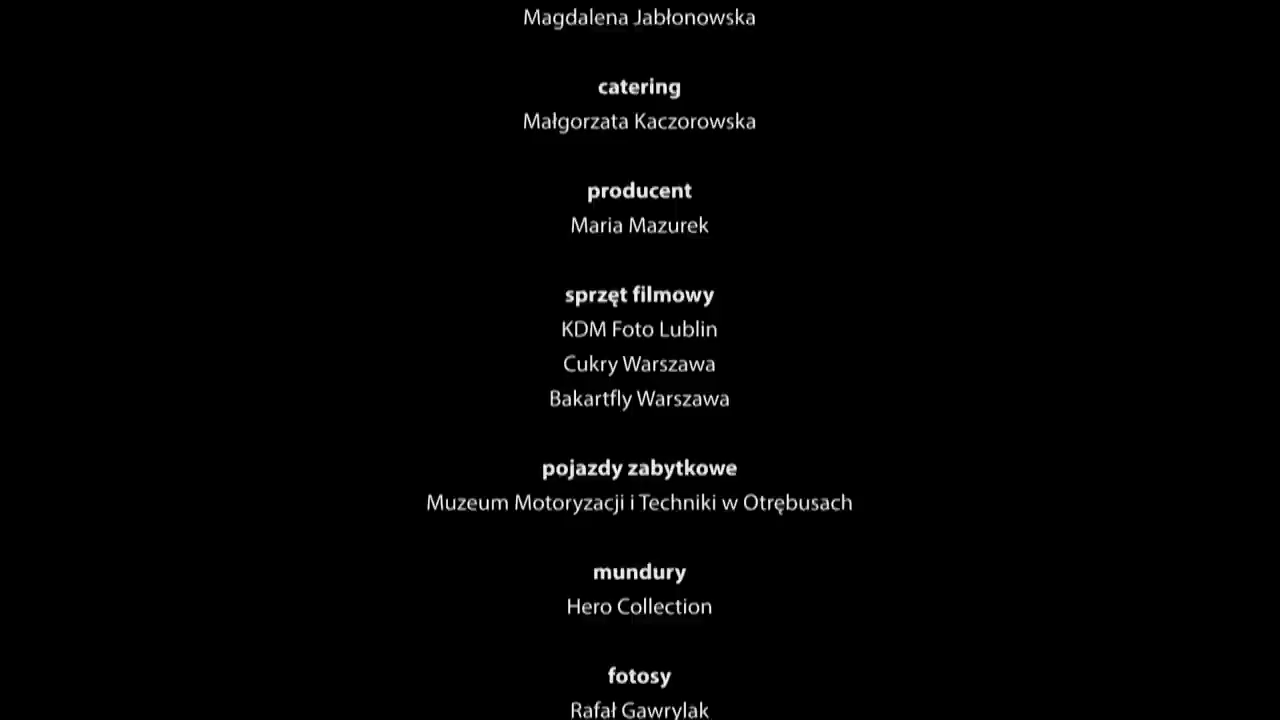 Magdalena Jabłonowska
catering
Małgorzata Kaczorowska
producent
Maria Mazurek
sprzęt filmowy
KDM Foto Lublin
Cukry Warszawa
Bakartfly Warszawa
pojazdy zabytkowe
Muzeum Motoryzacji i Techniki w Otrębusach
mundury
Hero Collection
fotosy
Rafał Gawrylak